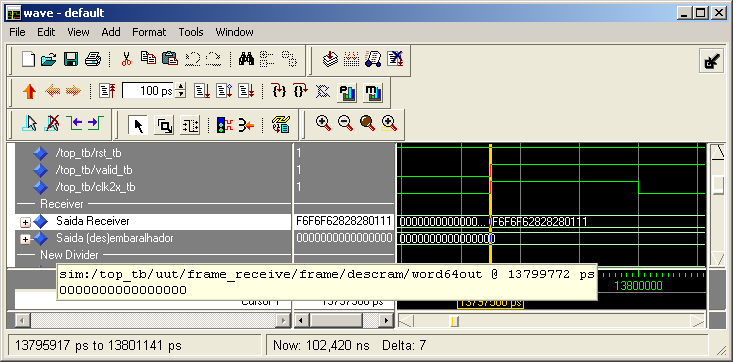 wave - default
File Edit View Add Format Tools Window
100 ps
/top_tb/rst_tb 1
/top_tb/valid_tb 1
/top_tb/clk2x_tb 1
Receiver
Saida Receiver F6F6F62828280111 0000000000000... F6F6F62828280111
Saida (des)embaralhador 0000000000000000 0000000000000000
New Divider
sim:/top_tb/uut/frame_receive/frame/descram/word64out @ 13799772 ps
0000000000000000
13800000
Cursor 1 13797500 ps 13797500 ps
13795917 ps to 13801141 ps Now: 102,420 ns Delta: 7